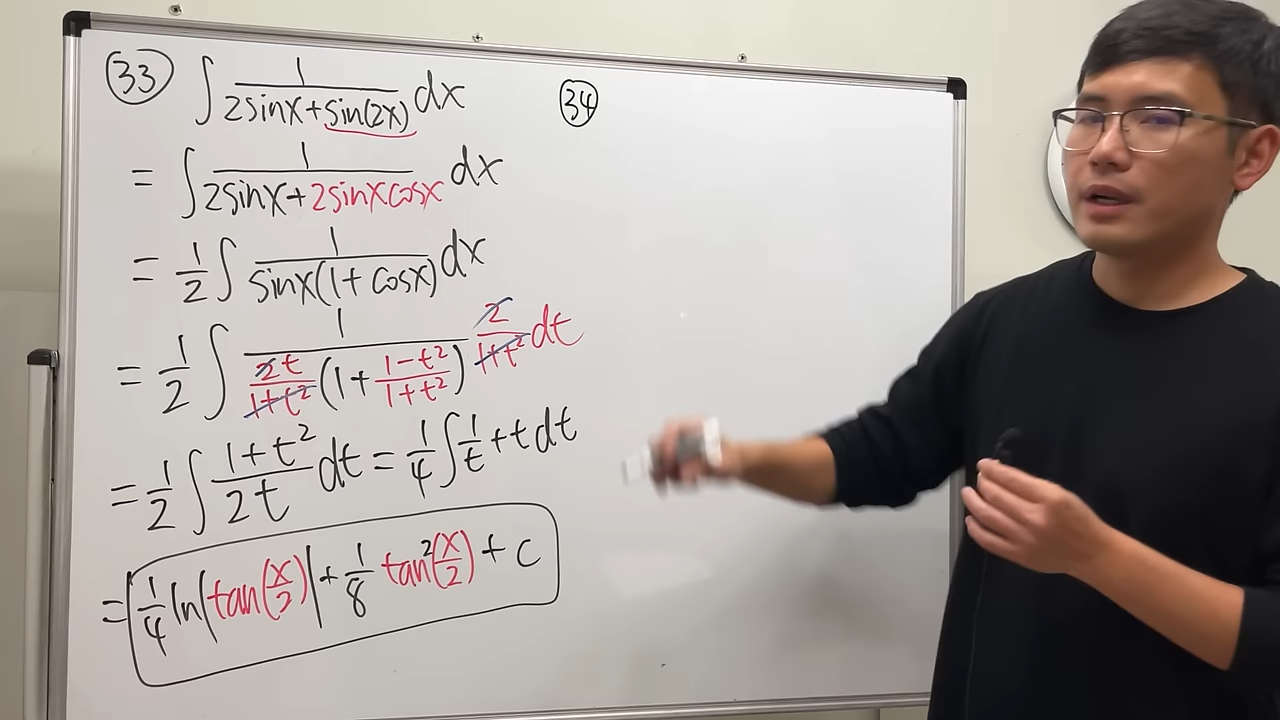 (33) ∫ 1/(2sinx+sin(2x)) dx
= ∫ 1/(2sinx+2sinxcosx) dx
= 1/2 ∫ 1/(sinx(1+cosx)) dx
= 1/2 ∫ 1/((2t/(1+t²))(1+(1-t²)/(1+t²))) 2/(1+t²) dt
= 1/2 ∫ (1+t²)/(2t) dt = 1/4 ∫ 1/t + t dt
= 1/4 ln|tan(x/2)| + 1/8 tan²(x/2) + C
(34)